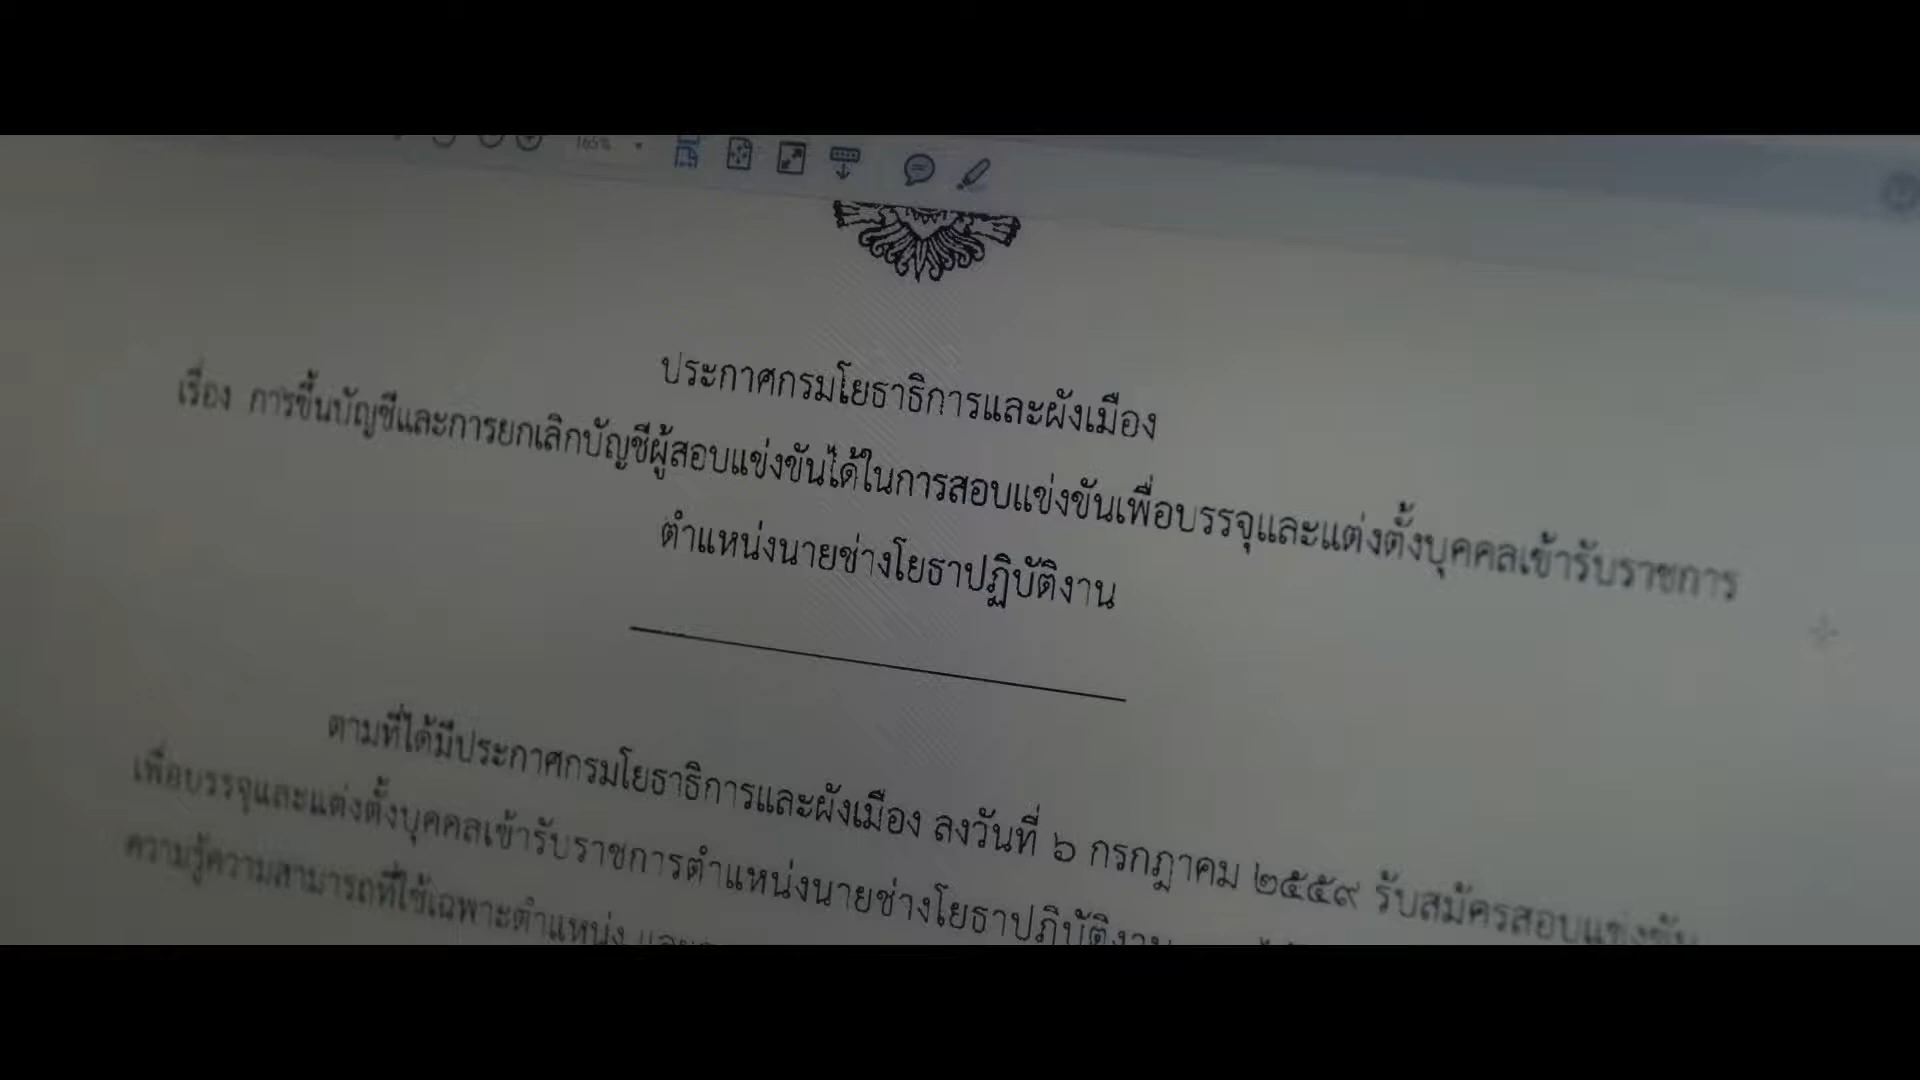 165%
ประกาศกรมโยธาธิการและผังเมือง
เรื่อง การขึ้นบัญชีและการยกเลิกบัญชีผู้สอบแข่งขันได้ในการสอบแข่งขันเพื่อบรรจุและแต่งตั้งบุคคลเข้ารับราชการ
ตำแหน่งนายช่างโยธาปฏิบัติงาน
ตามที่ได้มีประกาศกรมโยธาธิการและผังเมือง ลงวันที่ ๖ กรกฎาคม ๒๕๕๙ รับสมัครสอบแข่งขัน
เพื่อบรรจุและแต่งตั้งบุคคลเข้ารับราชการตำแหน่งนายช่างโยธาปฏิบัติงาน
ความรู้ความสามารถที่ใช้เฉพาะตำแหน่ง